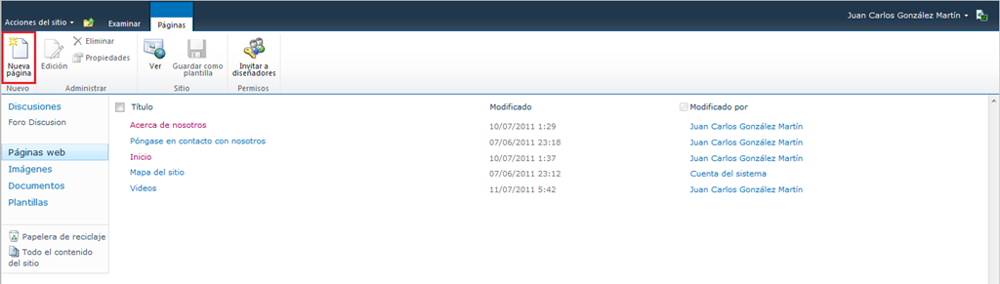 Acciones del sitio Examinar Páginas Juan Carlos González Martín
Nueva página
Edición
Eliminar
Propiedades
Ver
Guardar como plantilla
Invitar a diseñadores
Nuevo Administrar Sitio Permisos
Discusiones
Foro Discusion
Páginas web
Imágenes
Documentos
Plantillas
Papelera de reciclaje
Todo el contenido
del sitio
Título Modificado Modificado por
Acerca de nosotros 10/07/2011 1:29 Juan Carlos González Martín
Póngase en contacto con nosotros 07/06/2011 23:18 Juan Carlos González Martín
Inicio 10/07/2011 1:37 Juan Carlos González Martín
Mapa del sitio 07/06/2011 23:12 Cuenta del sistema
Videos 11/07/2011 5:42 Juan Carlos González Martín